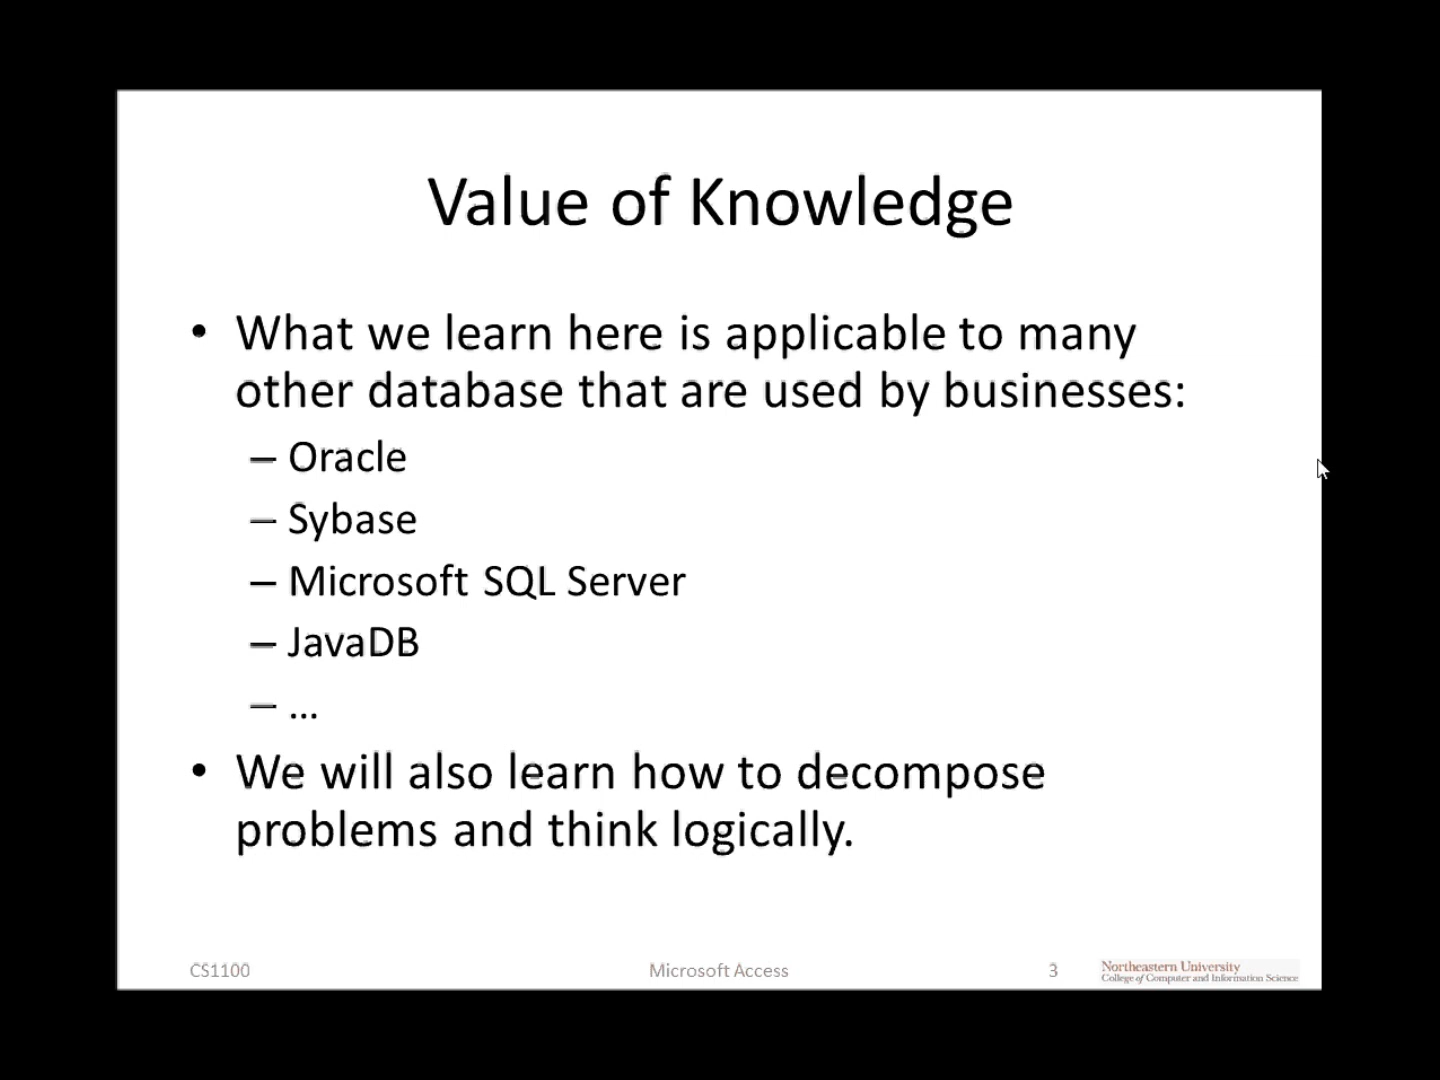 Value of Knowledge
• What we learn here is applicable to many
other database that are used by businesses:
– Oracle
– Sybase
– Microsoft SQL Server
– JavaDB
– …
• We will also learn how to decompose
problems and think logically.
CS1100
Microsoft Access
3
Northeastern University
College of Computer and Information Science